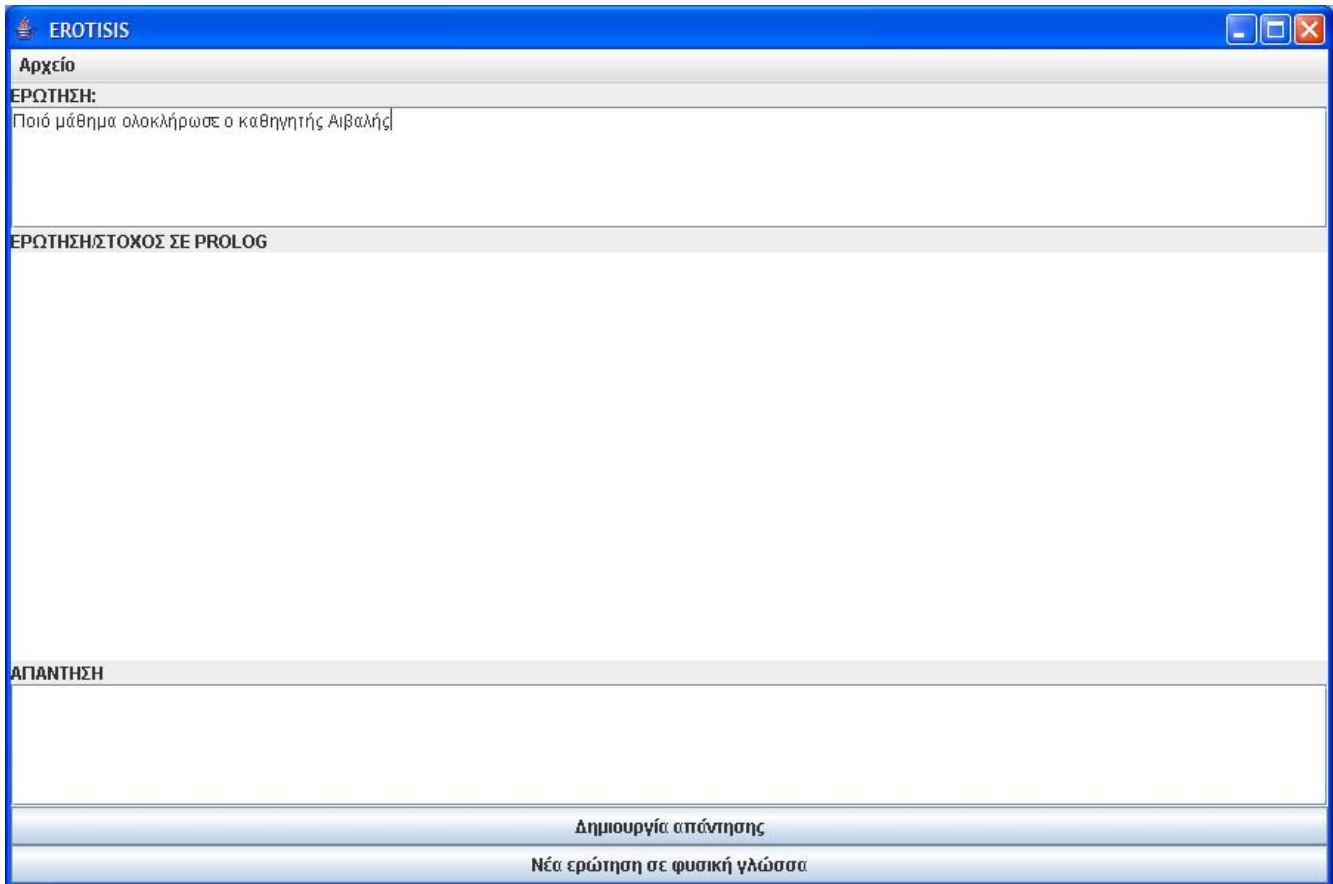 EROTISIS
Αρχείο
ΕΡΩΤΗΣΗ:
Ποιό μάθημα ολοκλήρωσε ο καθηγητής Αιβαλής
ΕΡΩΤΗΣΗ/ΣΤΟΧΟΣ ΣΕ PROLOG
ΑΠΑΝΤΗΣΗ
Δημιουργία απάντησης
Νέα ερώτηση σε φυσική γλώσσα